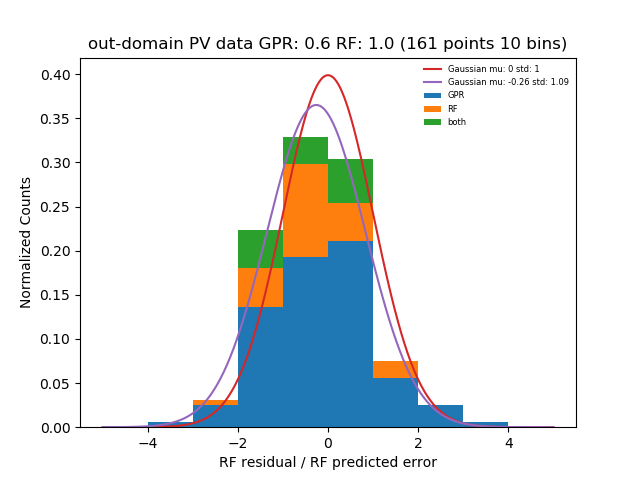 out-domain PV data GPR: 0.6 RF: 1.0 (161 points 10 bins)
Gaussian mu: 0 std: 1
Gaussian mu: -0.26 std: 1.09
GPR
RF
both
Normalized Counts
0.40
0.35
0.30
0.25
0.20
0.15
0.10
0.05
0.00
−4 −2 0 2 4
RF residual / RF predicted error